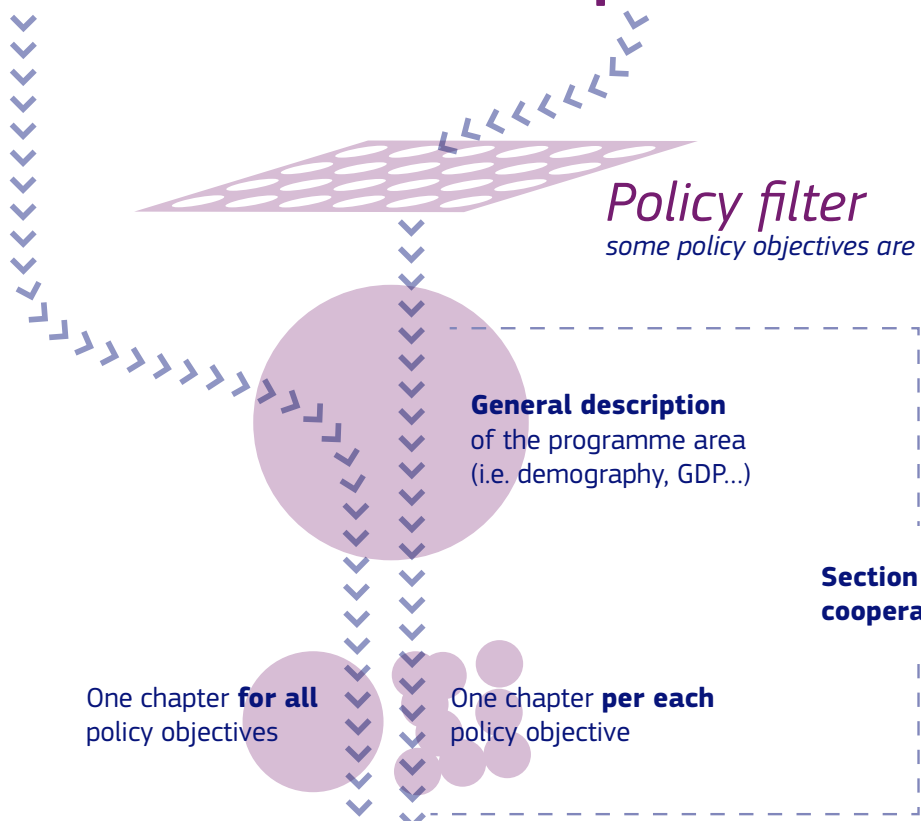 Policy filter
some policy objectives are
General description
of the programme area
(i.e. demography, GDP...)
Section
coopera
One chapter for all
policy objectives
One chapter per each
policy objective